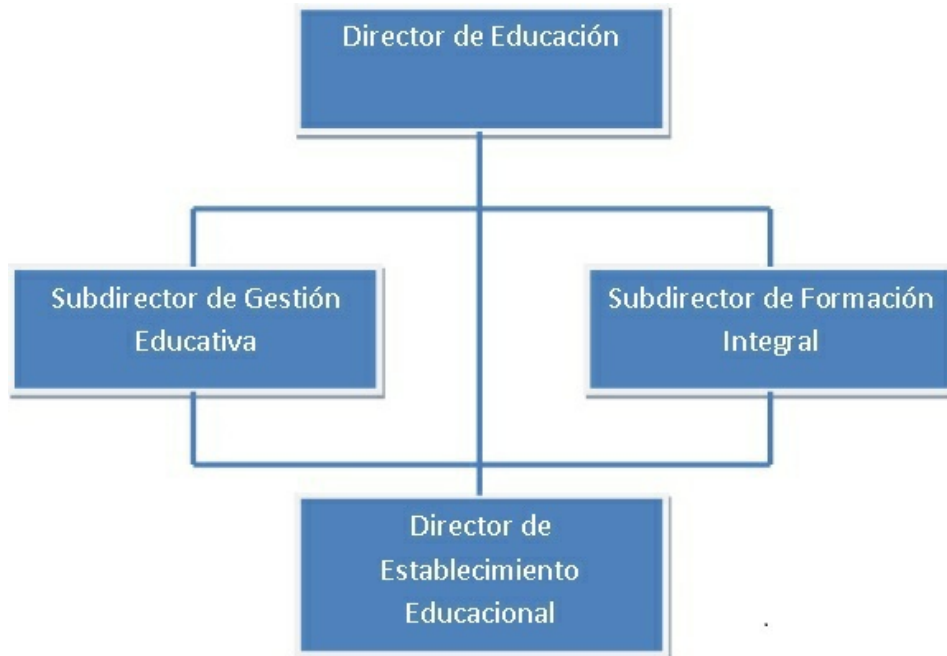 Director de Educación
Subdirector de Gestión
Educativa
Subdirector de Formación
Integral
Director de
Establecimiento
Educacional
.